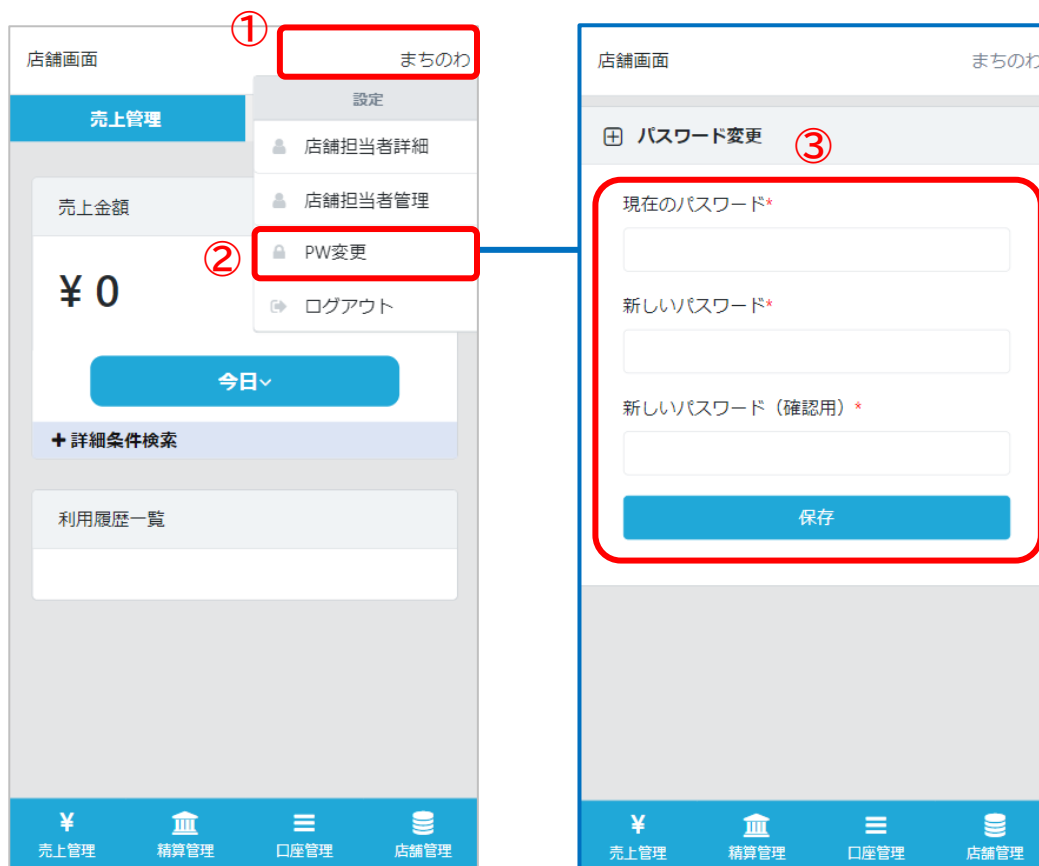 ①
店舗画面
まちのわ
設定
売上管理
店舗担当者詳細
店舗担当者管理
売上金額
②
PW変更
¥ 0
ログアウト
今日
+ 詳細条件検索
利用履歴一覧
¥
売上管理
精算管理
口座管理
店舗管理
店舗画面
まちのわ
パスワード変更
③
現在のパスワード*
新しいパスワード*
新しいパスワード（確認用）*
保存
¥
売上管理
精算管理
口座管理
店舗管理